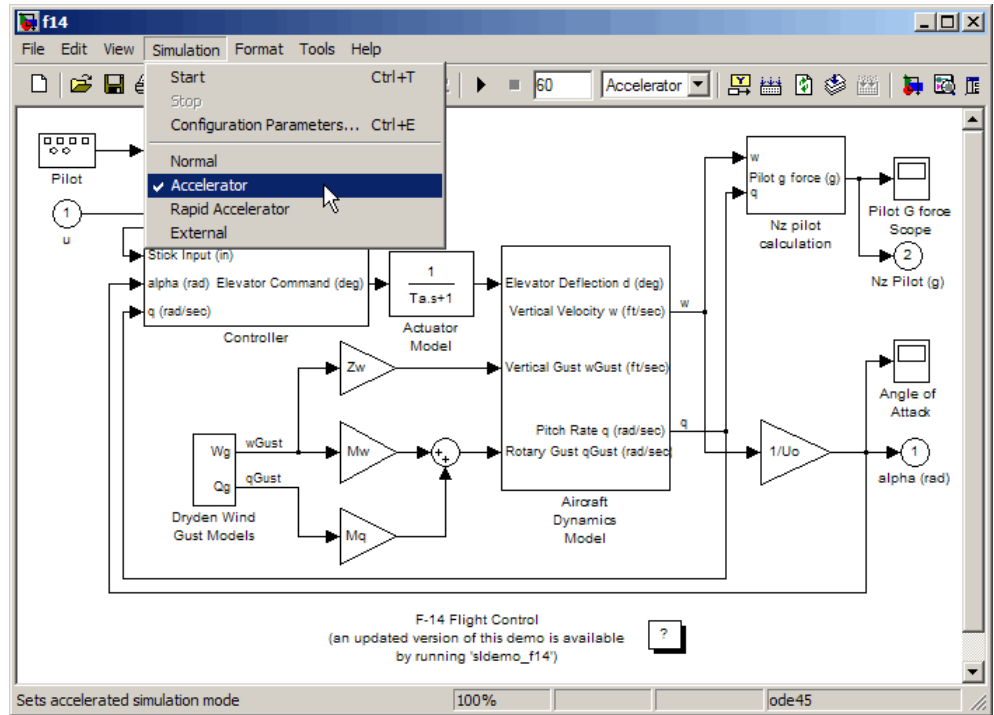 f14
File Edit View Simulation Format Tools Help
60 Accelerator
Start Ctrl+T
Stop
Configuration Parameters... Ctrl+E
Normal
Accelerator
Rapid Accelerator
External
Pilot
1
u
Stick Input (in)
alpha (rad) Elevator Command (deg)
q (rad/sec)
Controller
1
Ta.s+1
Actuator
Model
Elevator Deflection d (deg)
Vertical Velocity w (ft/sec)
Vertical Gust wGust (ft/sec)
Pitch Rate q (rad/sec)
Rotary Gust qGust (rad/sec
Aircraft
Dynamics
Model
w
q
w
Pilot g force (g)
q
Nz pilot
calculation
Pilot G force
Scope
2
Nz Pilot (g)
Angle of
Attack
1/Uo
1
alpha (rad)
Zw
Mw
Mq
Wg wGust
Qg qGust
Dryden Wind
Gust Models
F-14 Flight Control
(an updated version of this demo is available
by running 'sldemo_f14')
?
Sets accelerated simulation mode 100% ode45